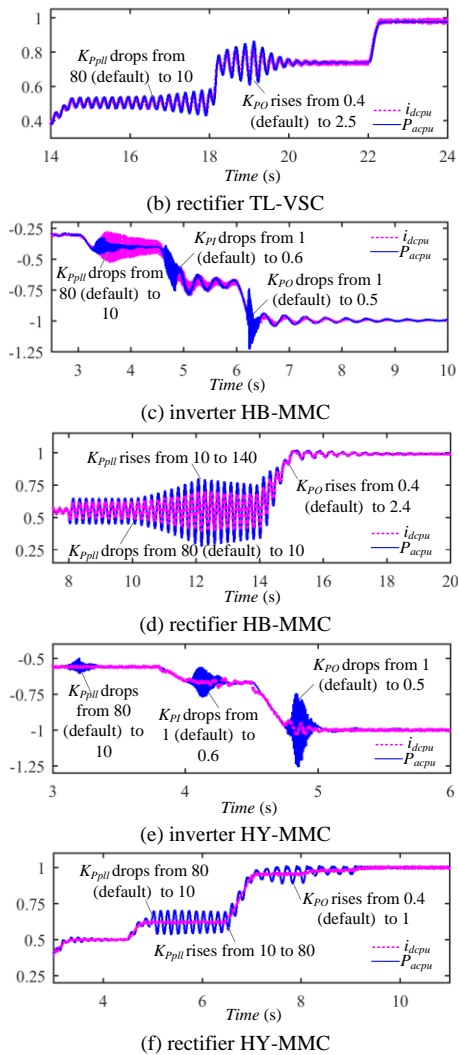 1
0.8
0.6
0.4
K_Ppll drops from
80 (default) to 10
K_PO rises from 0.4
(default) to 2.5
i_dcpu
P_acpu
14 16 18 20 22 24
Time (s)
(b) rectifier TL-VSC
-0.25
-0.5
-0.75
-1
-1.25
K_Ppll drops from
80 (default) to
10
K_PI drops from 1
(default) to 0.6
K_PO drops from 1
(default) to 0.5
i_dcpu
P_acpu
3 4 5 6 7 8 9 10
Time (s)
(c) inverter HB-MMC
1
0.75
0.5
0.25
K_Ppll rises from 10 to 140
K_PO rises from 0.4
(default) to
2.4
K_Ppll drops from 80 (default) to 10
i_dcpu
P_acpu
8 10 12 14 16 18 20
Time (s)
(d) rectifier HB-MMC
-0.5
-0.75
-1
-1.25
K_Ppll drops
from 80
(default) to
10
K_PI drops from
1 (default) to
0.6
K_PO drops from 1
(default) to 0.5
i_dcpu
P_acpu
3 4 5 6
Time (s)
(e) inverter HY-MMC
1
0.75
0.5
0.25
K_Ppll drops from 80
(default) to
10
K_Ppll rises from 10 to 80
K_PO rises from 0.4
(default) to
1
i_dcpu
P_acpu
4 6 8 10
Time (s)
(f) rectifier HY-MMC